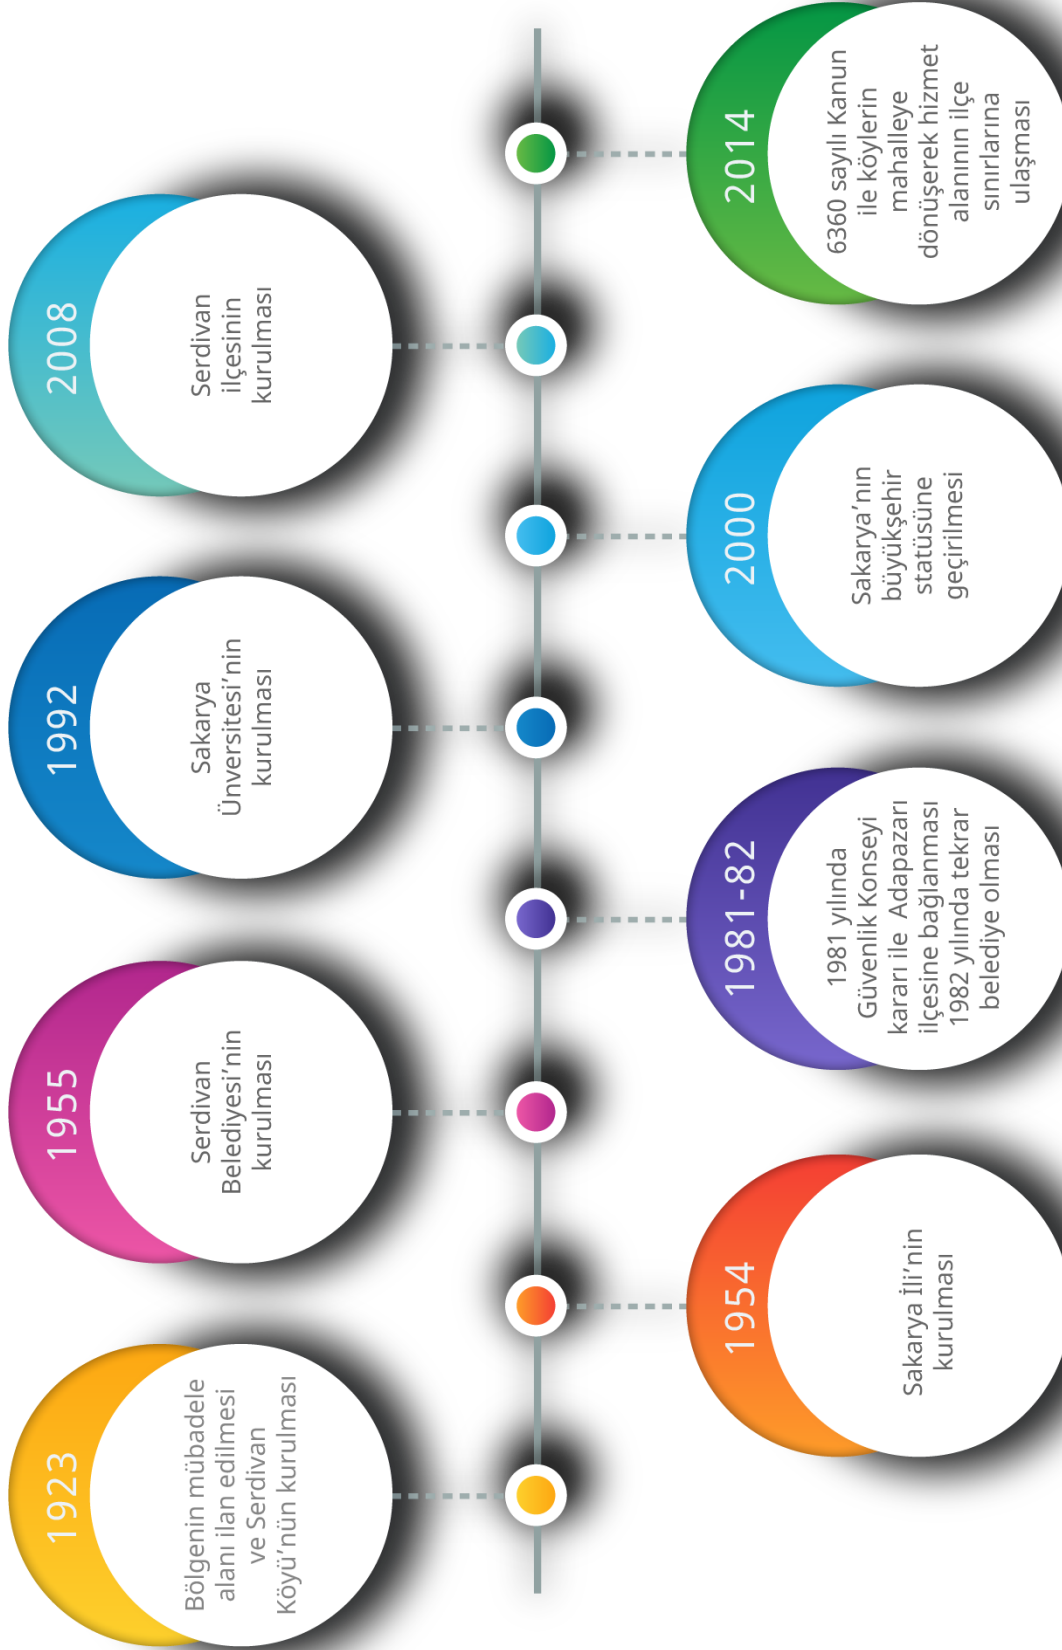 1923
Bölgenin mübadele
alanı ilan edilmesi
ve Serdivan
Köyü'nün kurulması
1954
Sakarya İli'nin
kurulması
1955
Serdivan
Belediyesi'nin
kurulması
1981-82
1981 yılında
Güvenlik Konseyi
kararı ile Adapazarı
ilçesine bağlanması
1982 yılında tekrar
belediye olması
1992
Sakarya
Ünversitesi'nin
kurulması
2000
Sakarya'nın
büyükşehir
statüsüne
geçirilmesi
2008
Serdivan
ilçesinin
kurulması
2014
6360 sayılı Kanun
ile köylerin
mahalleye
dönüşerek hizmet
alanının ilçe
sınırlarına
ulaşması